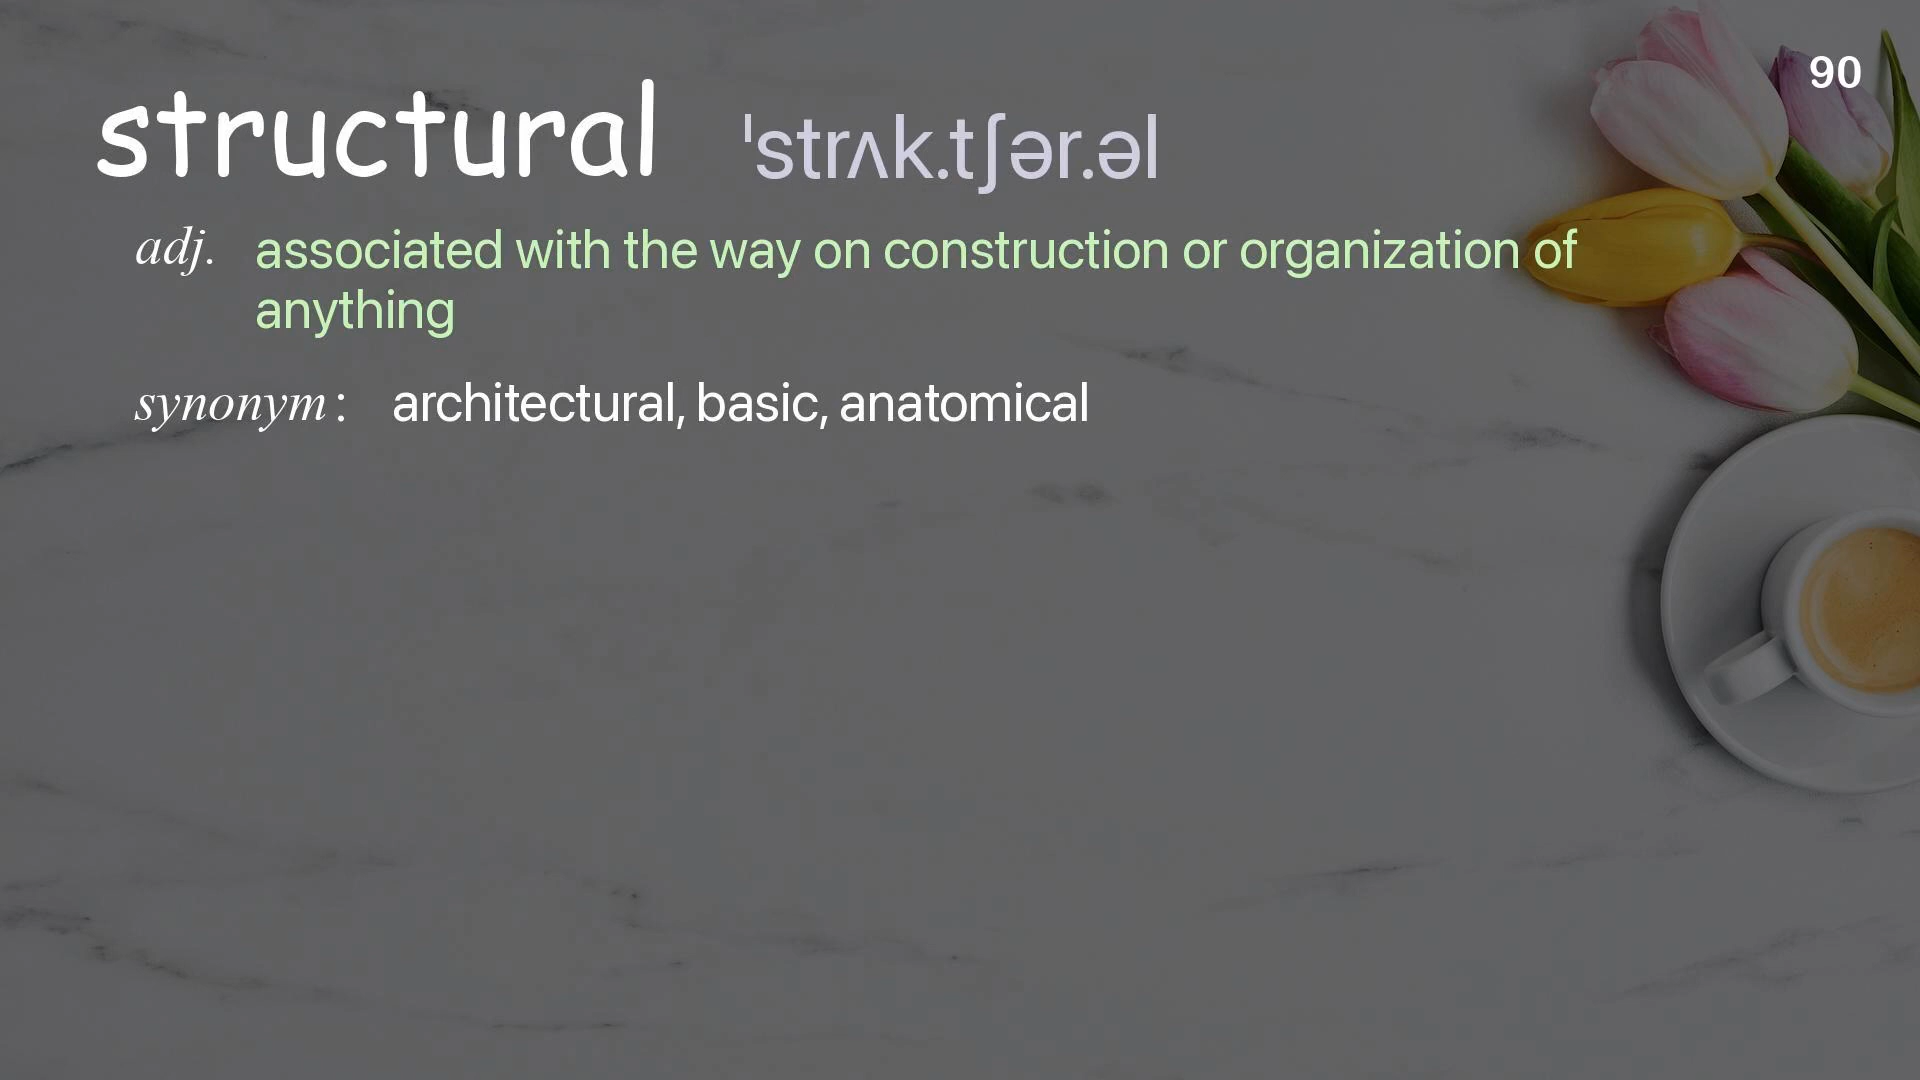 90
structural ˈstrʌk.tʃər.əl
adj. associated with the way on construction or organization of
anything
synonym : architectural, basic, anatomical